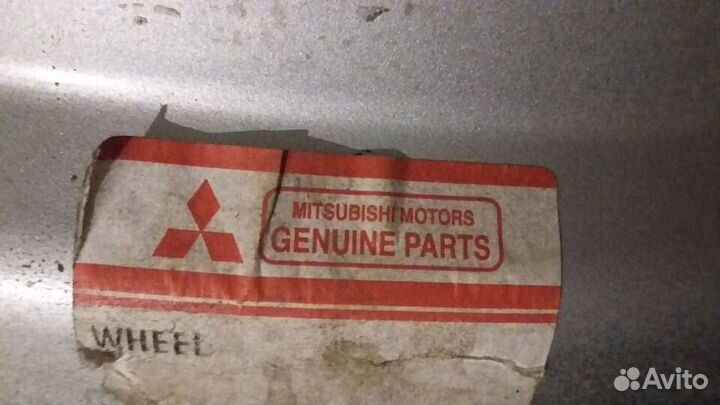 MITSUBISHI MOTORS
GENUINE PARTS
WHEEL
Avito